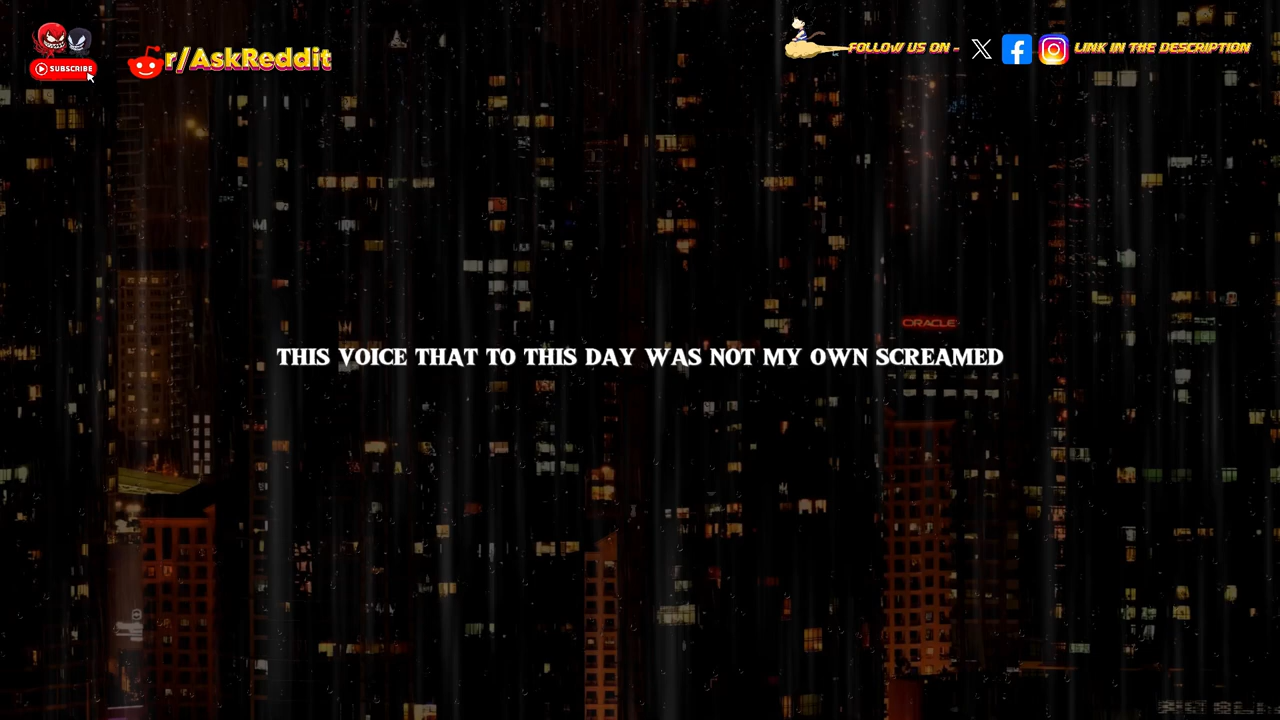 SUBSCRIBE
r/AskReddit
FOLLOW US ON -
LINK IN THE DESCRIPTION
ORACLE
THIS VOICE THAT TO THIS DAY WAS NOT MY OWN SCREAMED